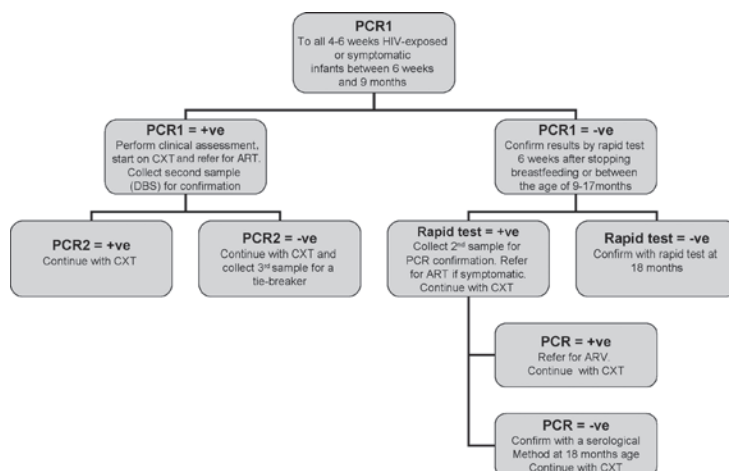 PCR1
To all 4-6 weeks HIV-exposed
or symptomatic
infants between 6 weeks
and 9 months
PCR1 = +ve
Perform clinical assessment,
start on CXT and refer for ART.
Collect second sample
(DBS) for confirmation
PCR1 = -ve
Confirm results by rapid test
6 weeks after stopping
breastfeeding or between
the age of 9-17months
PCR2 = +ve
Continue with CXT
PCR2 = -ve
Continue with CXT and
collect 3rd sample for a
tie-breaker
Rapid test = +ve
Collect 2nd sample for
PCR confirmation. Refer
for ART if symptomatic.
Continue with CXT
Rapid test = -ve
Confirm with rapid test at
18 months
PCR = +ve
Refer for ARV.
Continue with CXT
PCR = -ve
Confirm with a serological
Method at 18 months age
Continue with CXT